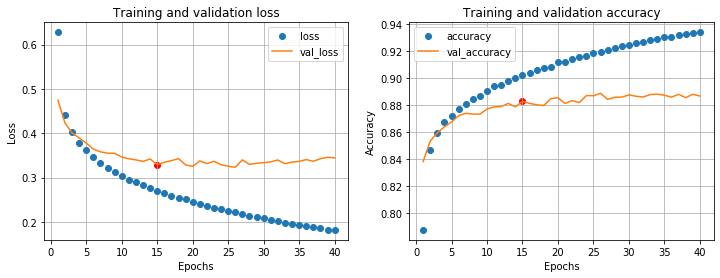 Training and validation loss
loss
val_loss
0.6
0.5
0.4
0.3
0.2
Loss
0 5 10 15 20 25 30 35 40
Epochs
Training and validation accuracy
accuracy
val_accuracy
0.94
0.92
0.90
0.88
0.86
0.84
0.82
0.80
Accuracy
0 5 10 15 20 25 30 35 40
Epochs